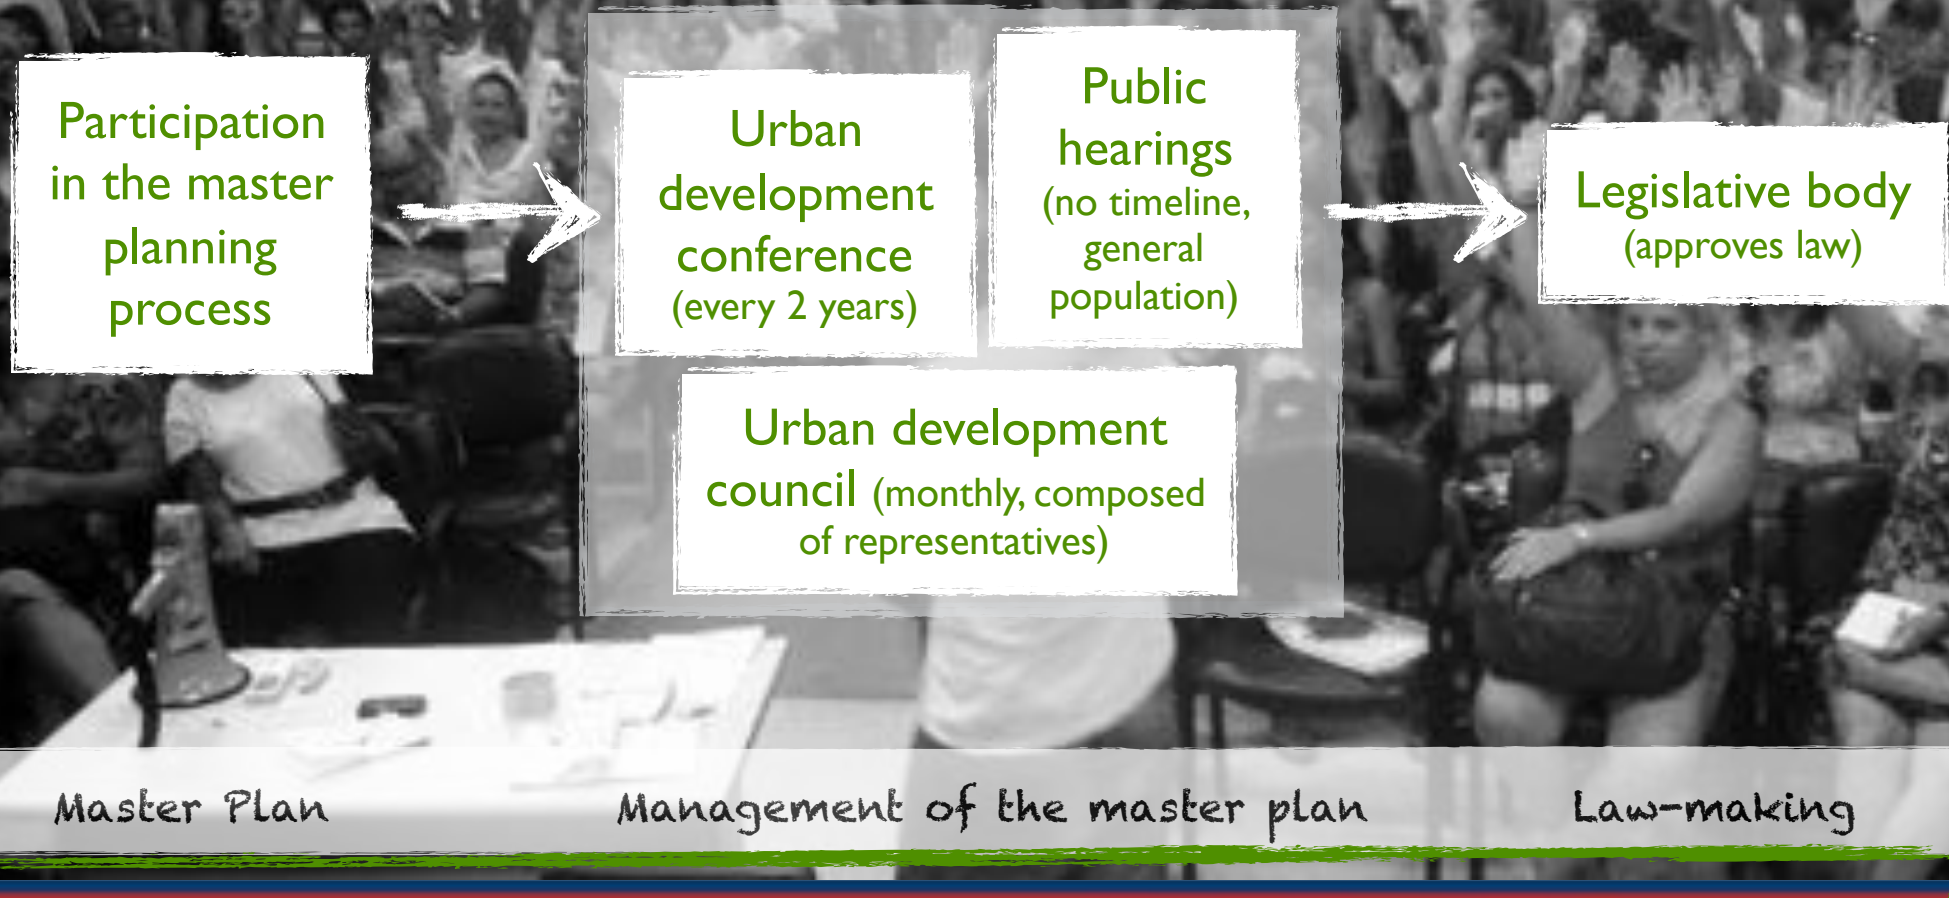 Participation
in the master
planning
process
Urban
development
conference
(every 2 years)
Public
hearings
(no timeline,
general
population)
Urban development
council (monthly, composed
of representatives)
Legislative body
(approves law)
Master Plan
Management of the master plan
Law-making